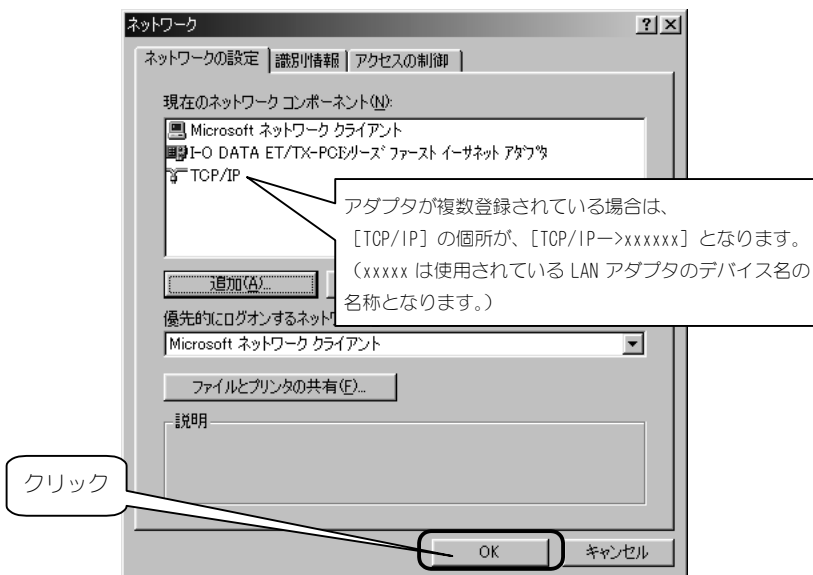 ネットワーク
ネットワークの設定 識別情報 アクセスの制御
現在のネットワーク コンポーネント(N):
Microsoft ネットワーク クライアント
I-O DATA ET/TX-PCIシリーズ ファースト イーサネット アダプタ
TCP/IP
アダプタが複数登録されている場合は、
[TCP/IP] の個所が、[TCP/IPー>xxxxxx] となります。
（xxxxx は使用されている LAN アダプタのデバイス名の
名称となります。）
追加(A)...
優先的にログオンするネットワ
Microsoft ネットワーク クライアント
ファイルとプリンタの共有(F)...
説明
クリック
OK キャンセル